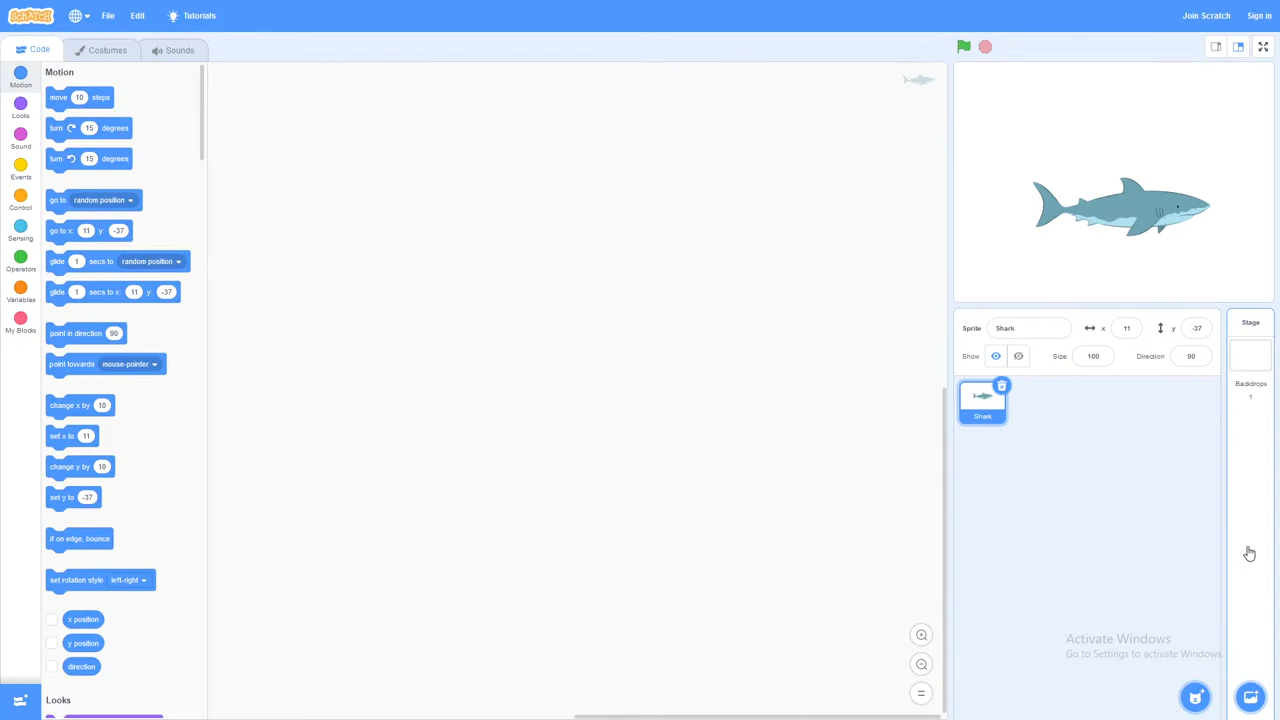 SCRATCH File Edit Tutorials Join Scratch Sign in
Code Costumes Sounds
Motion
Looks
Sound
Events
Control
Sensing
Operators
Variables
My Blocks
Motion
move 10 steps
turn 15 degrees
turn 15 degrees
go to random position
go to x: 11 y: -37
glide 1 secs to random position
glide 1 secs to x: 11 y: -37
point in direction 90
point towards mouse-pointer
change x by 10
set x to 11
change y by 10
set y to -37
if on edge, bounce
set rotation style left-right
x position
y position
direction
Looks
Sprite Shark x 11 y -37
Show Size 100 Direction 90
Shark
Stage
Backdrops
1
Activate Windows
Go to Settings to activate Windows.